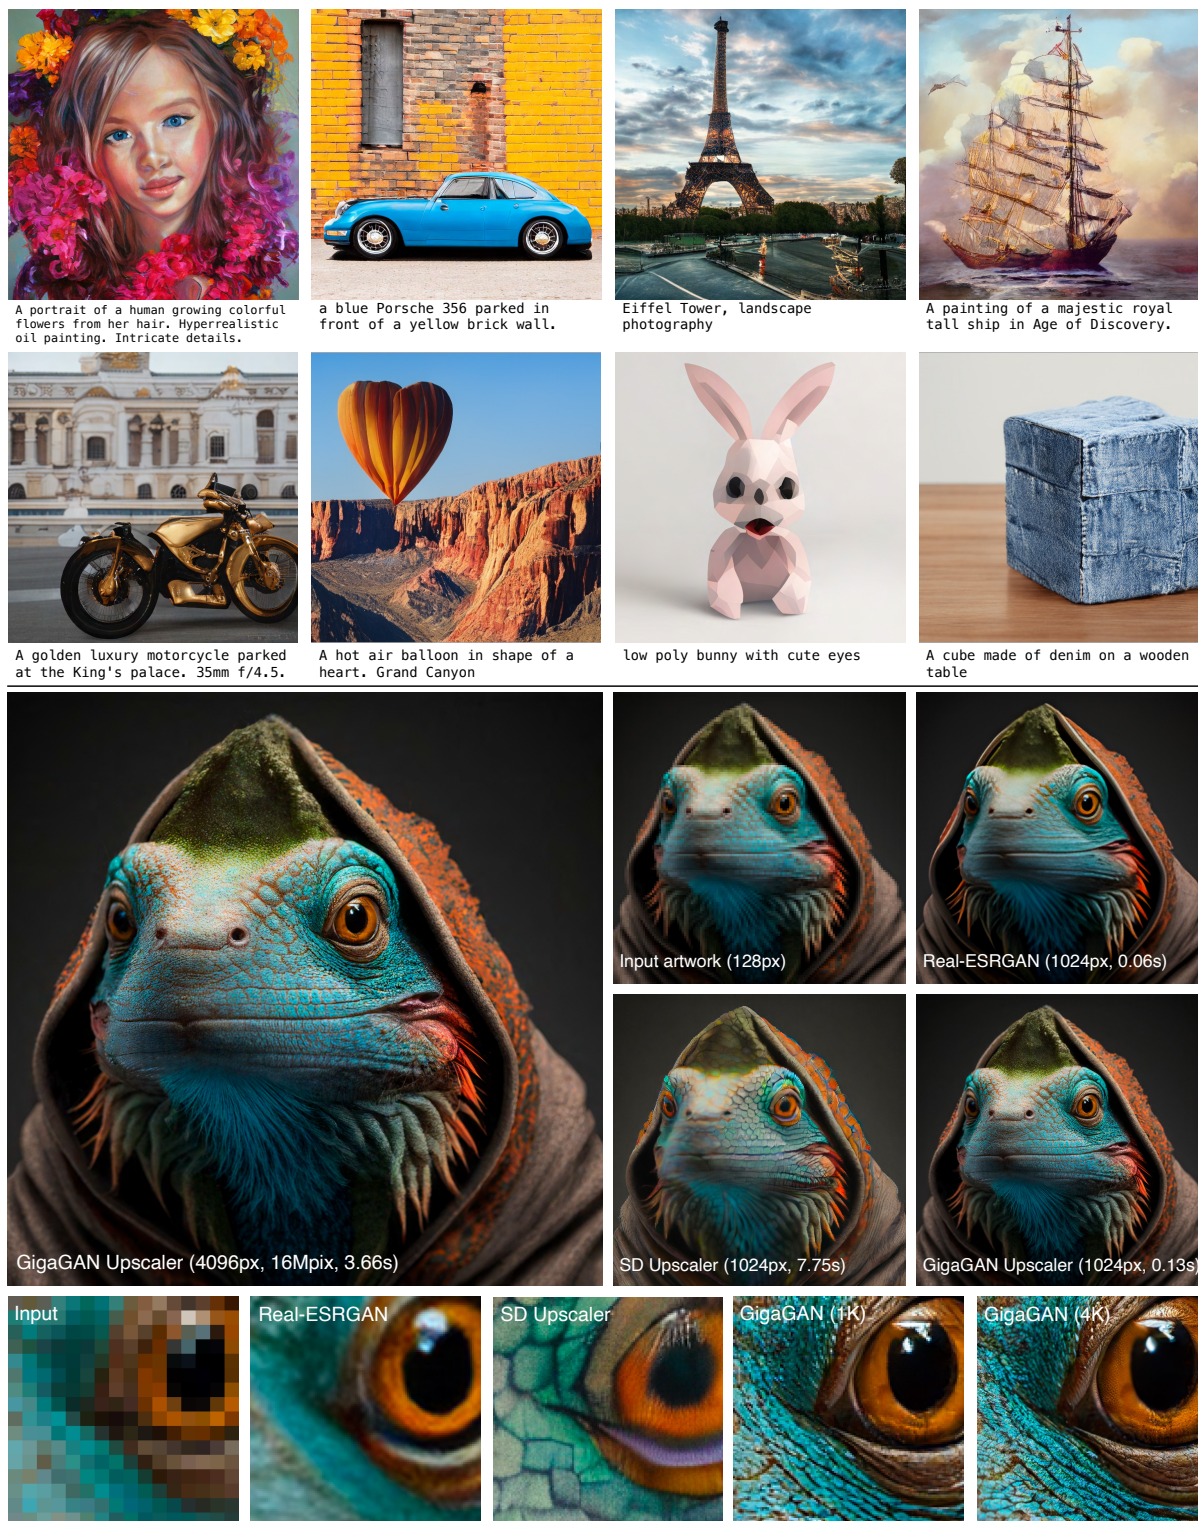 A portrait of a human growing colorful
flowers from her hair. Hyperrealistic
oil painting. Intricate details.
a blue Porsche 356 parked in
front of a yellow brick wall.
Eiffel Tower, landscape
photography
A painting of a majestic royal
tall ship in Age of Discovery.
A golden luxury motorcycle parked
at the King's palace. 35mm f/4.5.
A hot air balloon in shape of a
heart. Grand Canyon
low poly bunny with cute eyes
A cube made of denim on a wooden
table
Input artwork (128px)
Real-ESRGAN (1024px, 0.06s)
GigaGAN Upscaler (4096px, 16Mpix, 3.66s)
SD Upscaler (1024px, 7.75s)
GigaGAN Upscaler (1024px, 0.13s)
Input
Real-ESRGAN
SD Upscaler
GigaGAN (1K)
GigaGAN (4K)